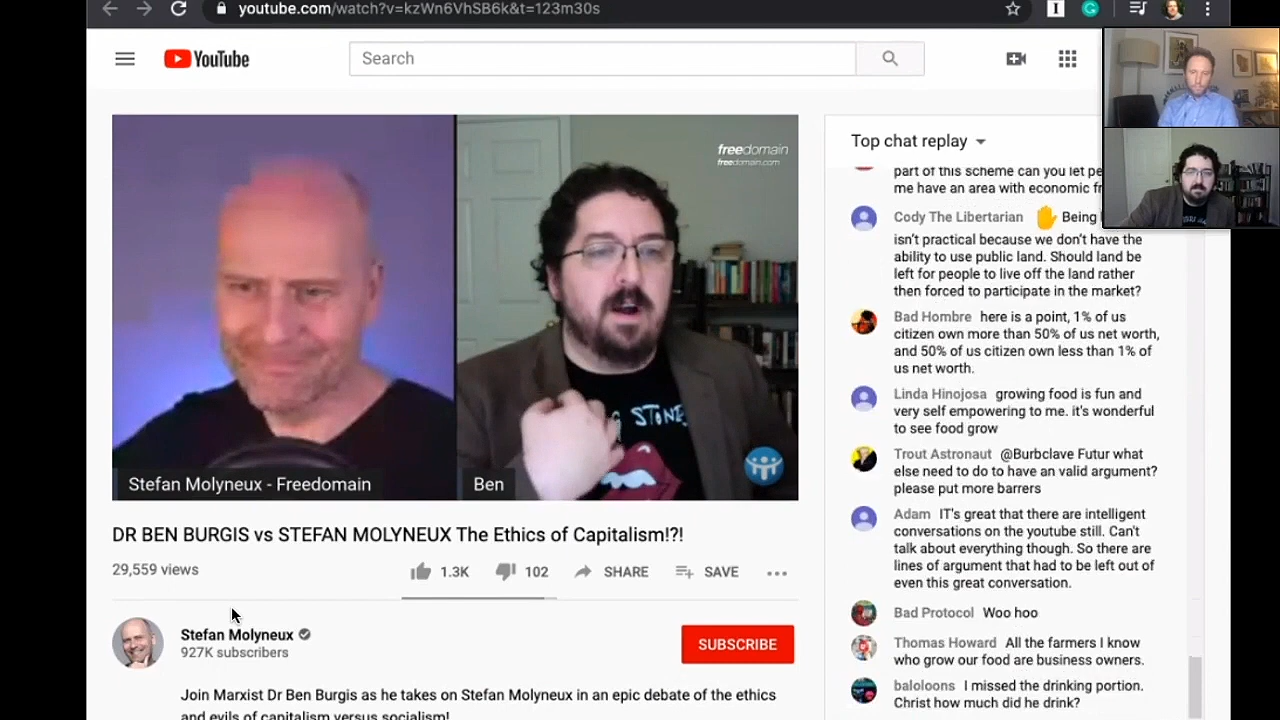 youtube.com/watch?v=kzWn6VhSB6k&t=123m30s
YouTube
Search
freedomain
freedomain.com
STONES
Stefan Molyneux - Freedomain
Ben
DR BEN BURGIS vs STEFAN MOLYNEUX The Ethics of Capitalism!?!
29,559 views
1.3K
102
SHARE
SAVE
Stefan Molyneux
927K subscribers
SUBSCRIBE
Join Marxist Dr Ben Burgis as he takes on Stefan Molyneux in an epic debate of the ethics
and evils of capitalism versus socialism!
Top chat replay
part of this scheme can you let
me have an area with economic
Cody The Libertarian ✋ Being
isn't practical because we don't have the
ability to use public land. Should land be
left for people to live off the land rather
then forced to participate in the market?
Bad Hombre here is a point, 1% of us
citizen own more than 50% of us net worth,
and 50% of us citizen own less than 1% of
us net worth.
Linda Hinojosa growing food is fun and
very self empowering to me. it's wonderful
to see food grow
Trout Astronaut @Burbclave Futur what
else need to do to have an valid argument?
please put more barrers
Adam IT's great that there are intelligent
conversations on the youtube still. Can't
talk about everything though. So there are
lines of argument that had to be left out of
even this great conversation.
Bad Protocol Woo hoo
Thomas Howard All the farmers I know
who grow our food are business owners.
baloloons I missed the drinking portion.
Christ how much did he drink?